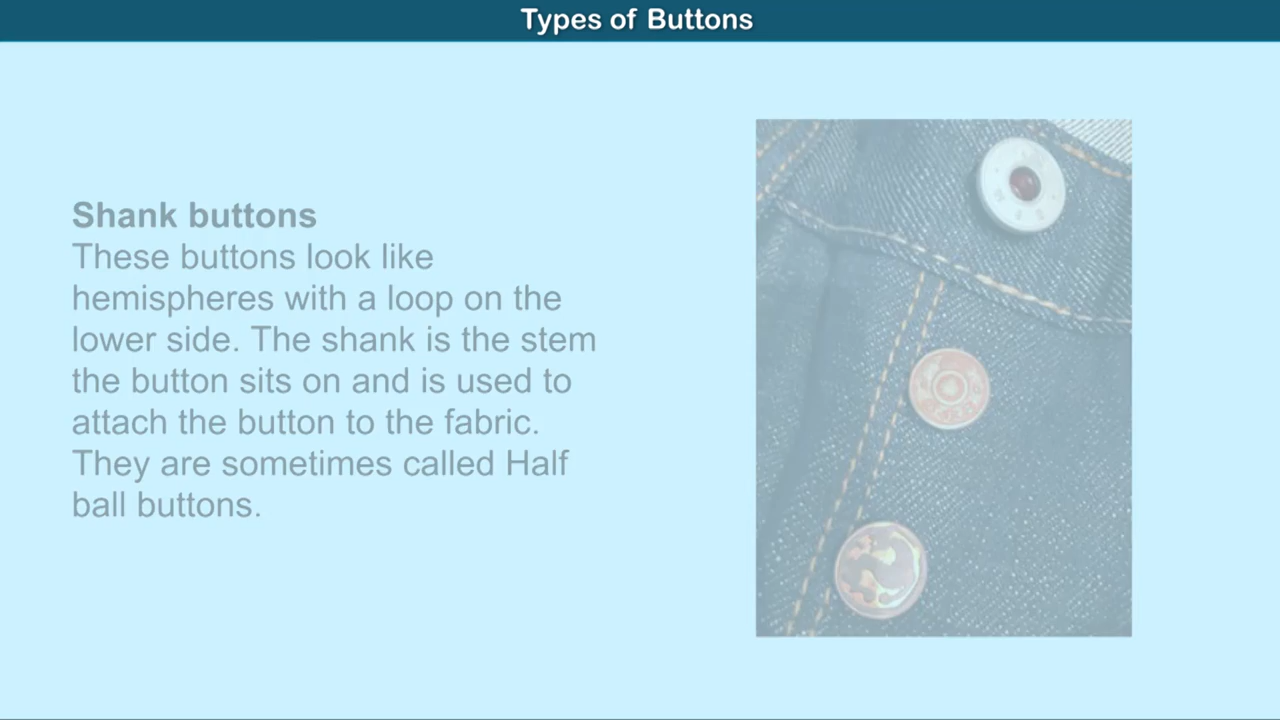 Types of Buttons
Shank buttons
These buttons look like
hemispheres with a loop on the
lower side. The shank is the stem
the button sits on and is used to
attach the button to the fabric.
They are sometimes called Half
ball buttons.